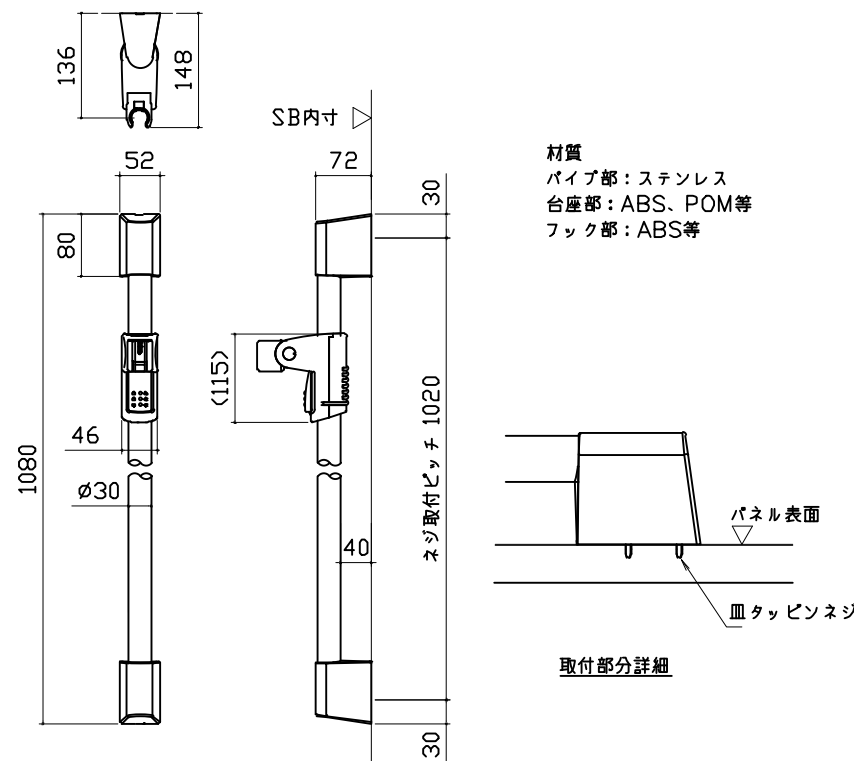 136
148
SB内寸
52
72
30
80
材質
パイプ部：ステンレス
台座部：ABS、POM等
フック部：ABS等
(115)
46
1080
ø30
40
ネジ取付ピッチ 1020
30
パネル表面
皿タッピンネジ
取付部分詳細